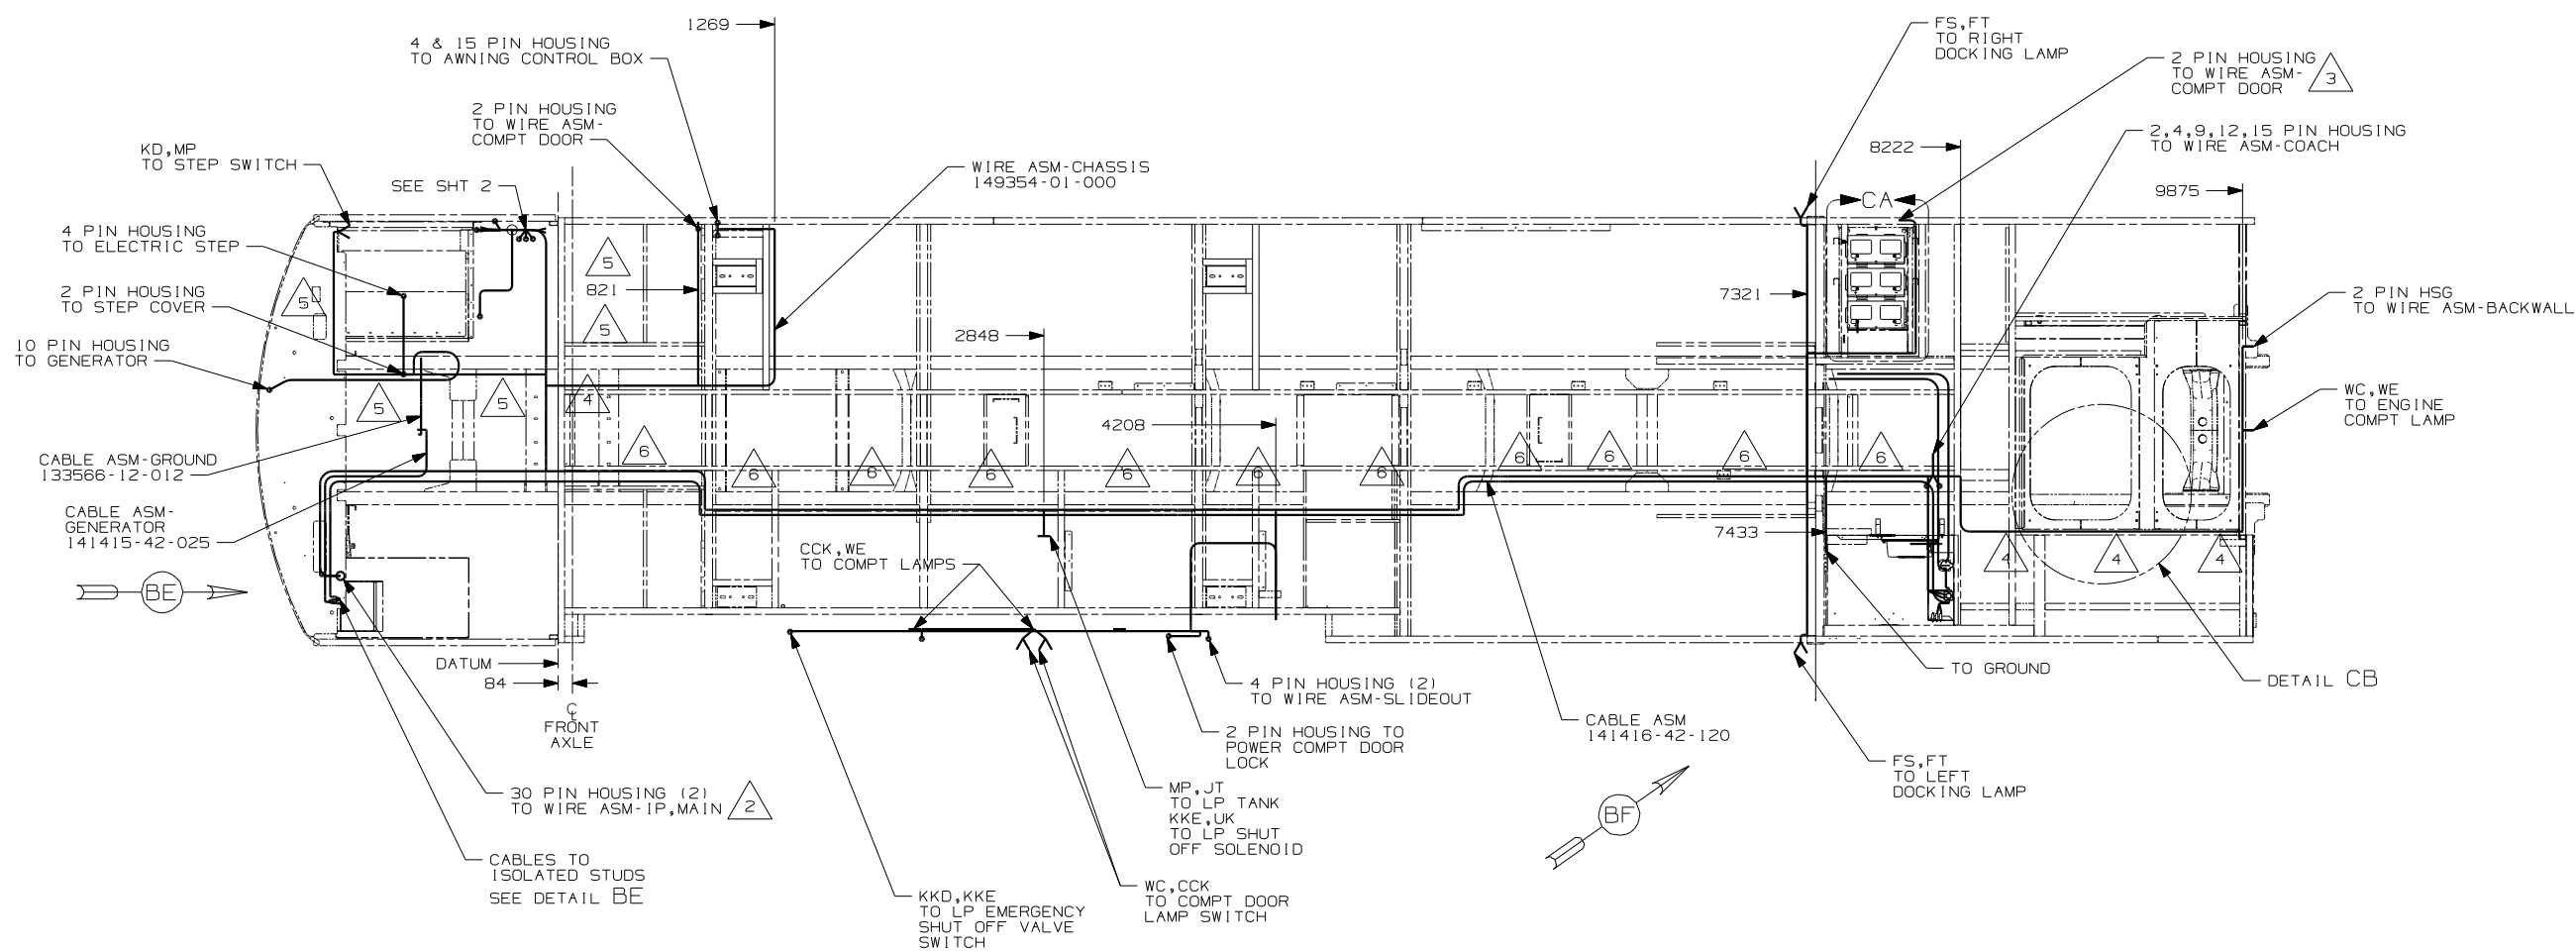 1269
4 & 15 PIN HOUSING
TO AWNING CONTROL BOX
2 PIN HOUSING
TO WIRE ASM-
COMPT DOOR
KD,MP
TO STEP SWITCH
SEE SHT 2
4 PIN HOUSING
TO ELECTRIC STEP
2 PIN HOUSING
TO STEP COVER
10 PIN HOUSING
TO GENERATOR
CABLE ASM-GROUND
133566-12-012
CABLE ASM-
GENERATOR
141415-42-025
BE
WIRE ASM-CHASSIS
149354-01-000
FS,FT
TO RIGHT
DOCKING LAMP
2 PIN HOUSING
TO WIRE ASM-
COMPT DOOR
3
2,4,9,12,15 PIN HOUSING
TO WIRE ASM-COACH
8222
9875
CA
5
5
821
5
5
5
4
7321
2848
4208
2 PIN HSG
TO WIRE ASM-BACKWALL
WC,WE
TO ENGINE
COMPT LAMP
6
6
6
6
6
6
6
6
6
6
6
7433
4
4
4
CCK,WE
TO COMPT LAMPS
DATUM
84
CL
FRONT
AXLE
4 PIN HOUSING (2)
TO WIRE ASM-SLIDEOUT
2 PIN HOUSING TO
POWER COMPT DOOR
LOCK
CABLE ASM
141416-42-120
TO GROUND
DETAIL CB
FS,FT
TO LEFT
DOCKING LAMP
BF
30 PIN HOUSING (2)
TO WIRE ASM-IP,MAIN
2
MP,JT
TO LP TANK
KKE,UK
TO LP SHUT
OFF SOLENOID
CABLES TO
ISOLATED STUDS
SEE DETAIL BE
KKD,KKE
TO LP EMERGENCY
SHUT OFF VALVE
SWITCH
WC,CCK
TO COMPT DOOR
LAMP SWITCH